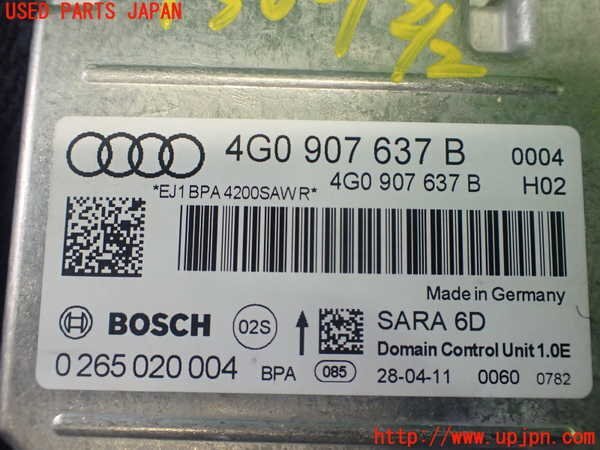 USED PARTS JAPAN
4G0 907 637 B 0004
*EJ1 BPA 4200SAWR* 4G0 907 637 B H02
Made in Germany
BOSCH 02S SARA 6D
Domain Control Unit 1.0E
0 265 020 004 BPA 085 28-04-11 0060 0782
http://www.upjpn.com/